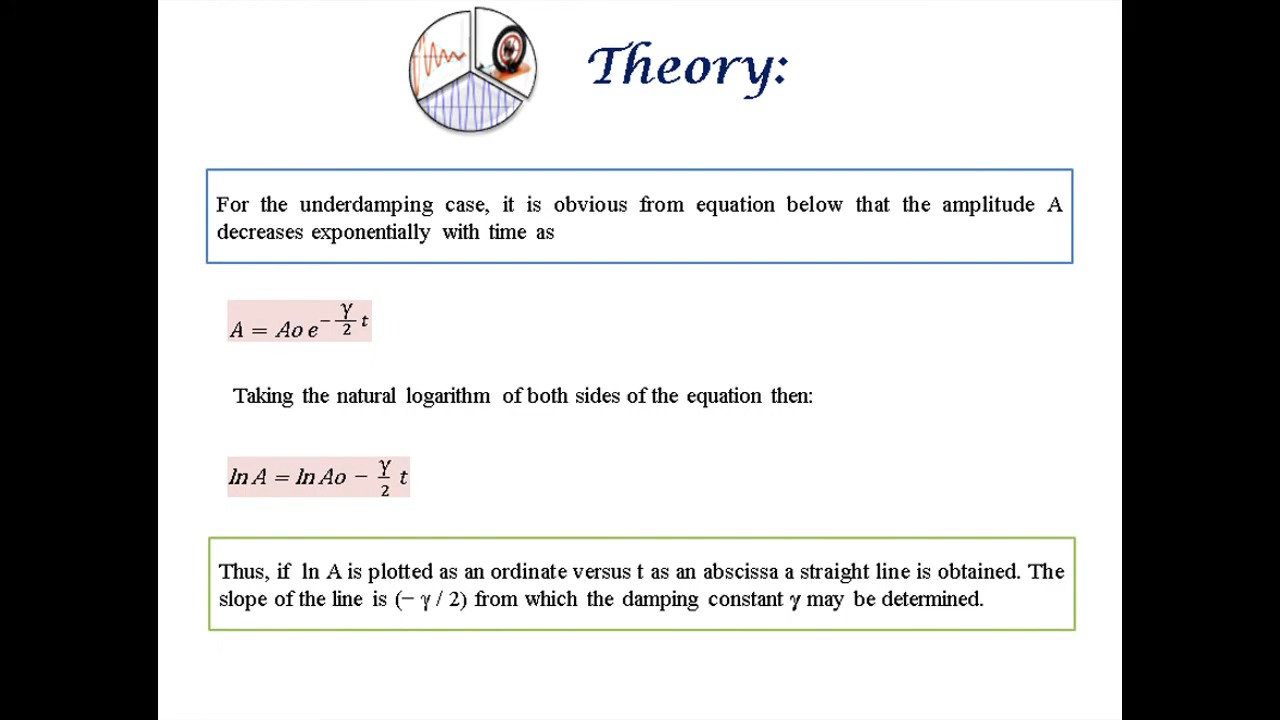 Theory:
For the underdamping case, it is obvious from equation below that the amplitude A
decreases exponentially with time as
A = Ao e^{−\frac{γ}{2} t}
Taking the natural logarithm of both sides of the equation then:
ln A = ln Ao − \frac{γ}{2} t
Thus, if ln A is plotted as an ordinate versus t as an abscissa a straight line is obtained. The
slope of the line is (− γ / 2) from which the damping constant γ may be determined.